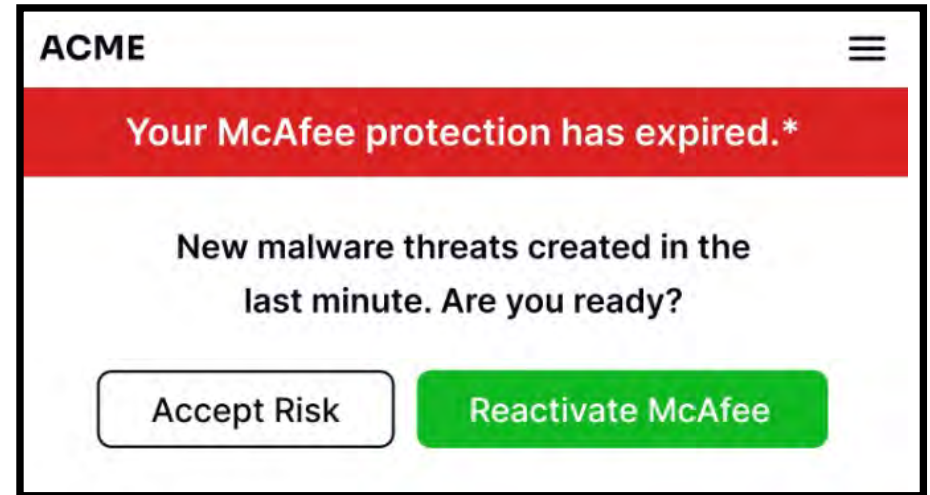 ACME
Your McAfee protection has expired.*
New malware threats created in the
last minute. Are you ready?
Accept Risk
Reactivate McAfee